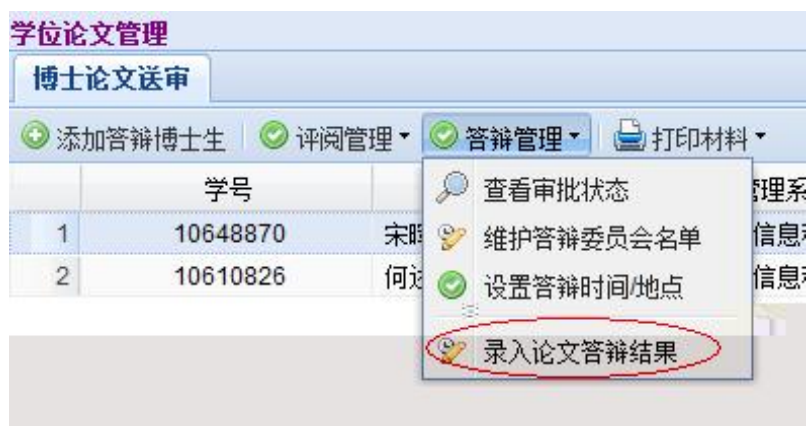 学位论文管理
博士论文送审
添加答辩博士生 评阅管理 答辩管理 打印材料
学号
查看审批状态
1 10648870 宋
维护答辩委员会名单
信息
2 10610826 何
设置答辩时间/地点
信息
录入论文答辩结果